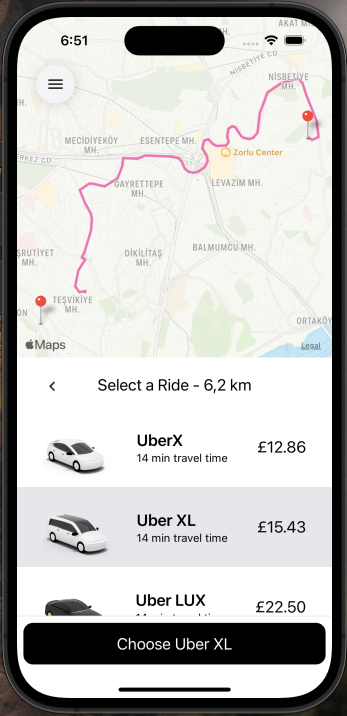 6:51
AKAT M
NİSBETİYE CD.
NİSBETİYE
MH.
H.
MECİDİYEKÖY
MH.
ESENTEPE MH.
Zorlu Center
ERKEZ CD.
GAYRETTEPE
MH.
LEVAZIM MH.
ŞRUTİYET
MH.
DİKİLİTAŞ
MH.
BALMUMCU MH.
TEŞVİKİYE
MH.
ON
ORTAKÖY
Maps
Legal
Select a Ride - 6,2 km
UberX
14 min travel time
£12.86
Uber XL
14 min travel time
£15.43
Uber LUX
£22.50
Choose Uber XL